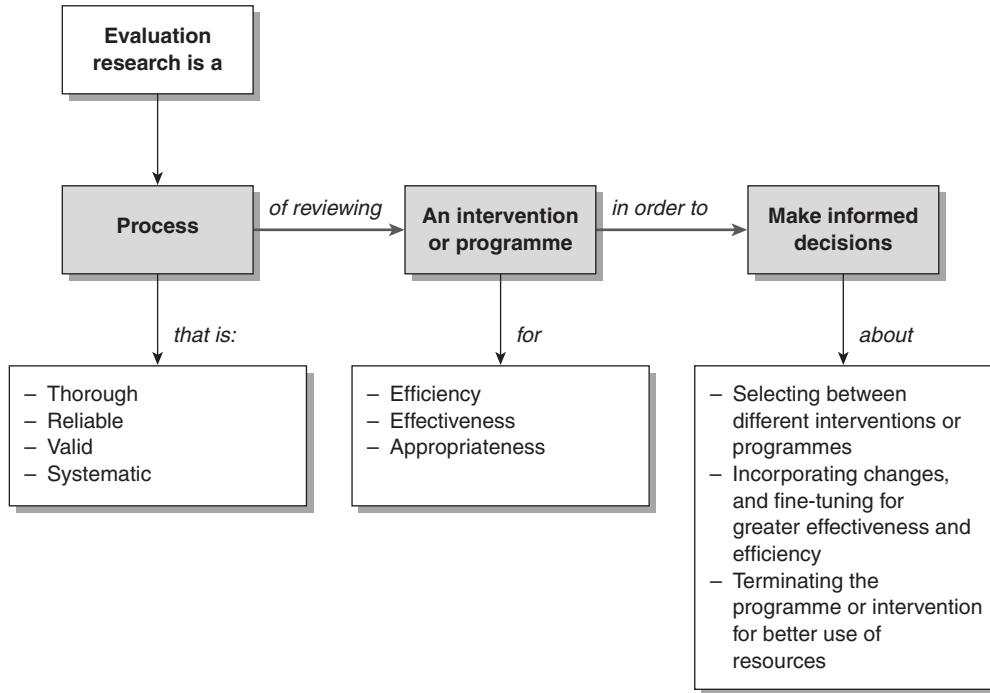 Evaluation
research is a
Process
of reviewing
An intervention
or programme
in order to
Make informed
decisions
that is:
for
about
– Thorough
– Reliable
– Valid
– Systematic
– Efficiency
– Effectiveness
– Appropriateness
– Selecting between
different interventions or
programmes
– Incorporating changes,
and fine-tuning for
greater effectiveness and
efficiency
– Terminating the
programme or intervention
for better use of
resources